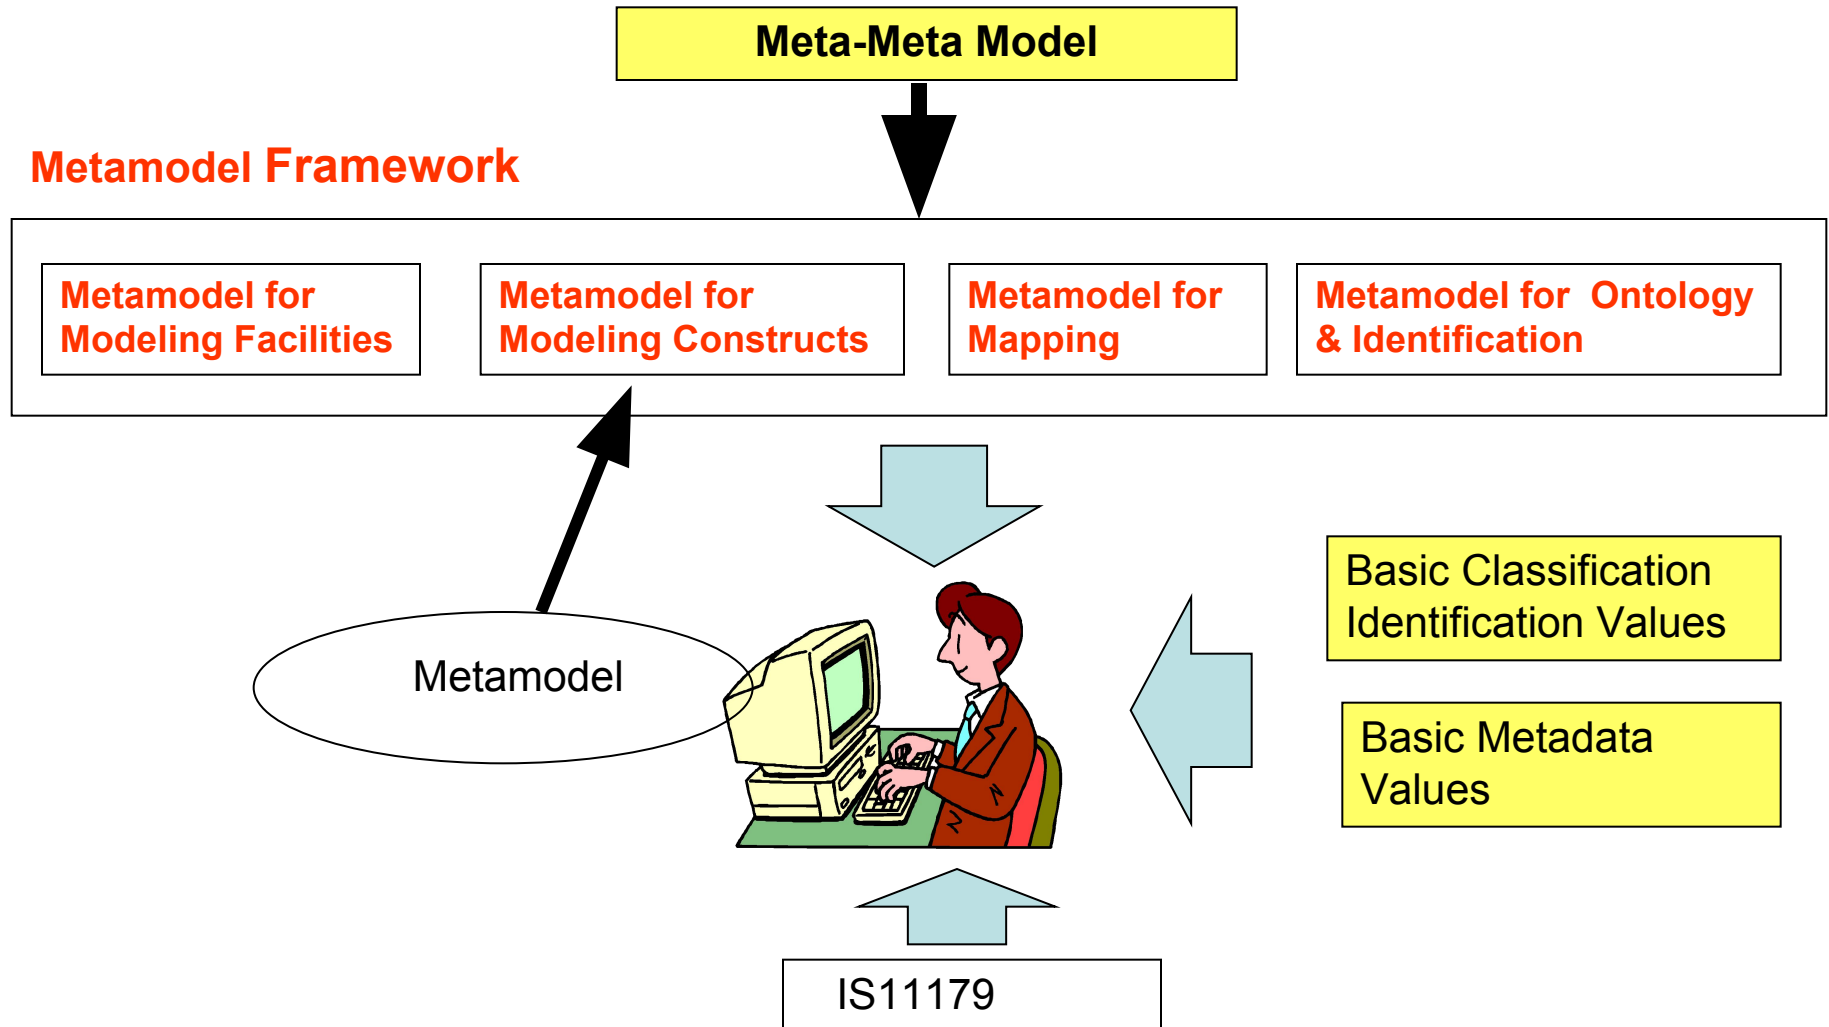 Meta-Meta Model
Metamodel Framework
Metamodel for
Modeling Facilities
Metamodel for
Modeling Constructs
Metamodel for
Mapping
Metamodel for Ontology
& Identification
Metamodel
Basic Classification
Identification Values
Basic Metadata
Values
IS11179